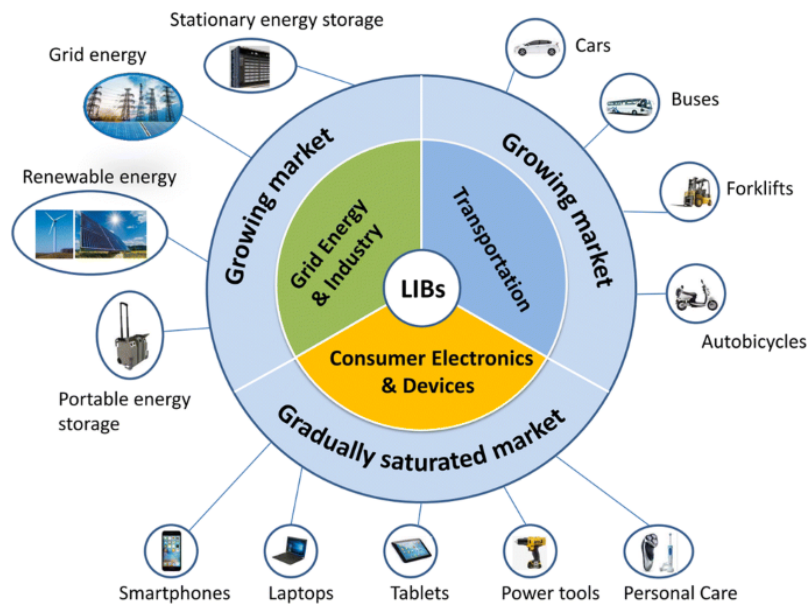 Stationary energy storage
Grid energy
Renewable energy
Portable energy
storage
Cars
Buses
Forklifts
Autobicycles
Growing market
Growing market
Gradually saturated market
Grid Energy
& Industry
Transportation
LIBs
Consumer Electronics
& Devices
Smartphones
Laptops
Tablets
Power tools
Personal Care